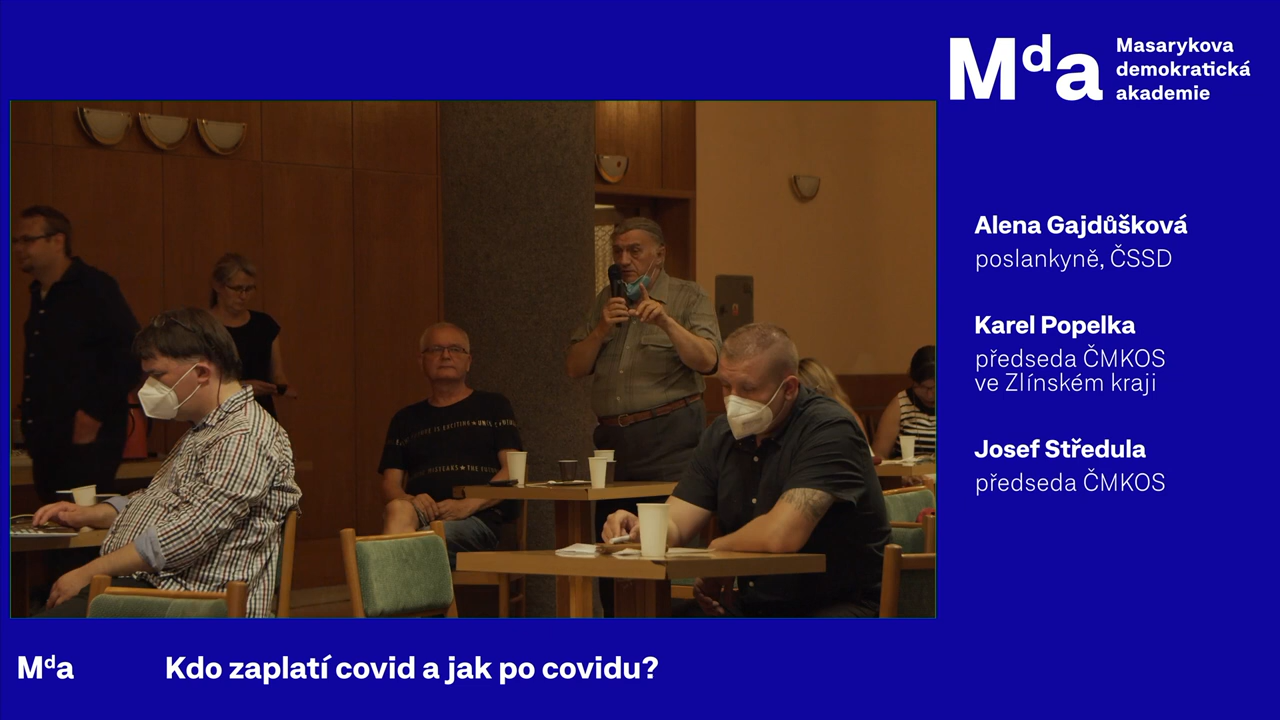 Mda
Masarykova
demokratická
akademie
Alena Gajdůšková
poslankyně, ČSSD
Karel Popelka
předseda ČMKOS
ve Zlínském kraji
Josef Středula
předseda ČMKOS
Mda
Kdo zaplatí covid a jak po covidu?